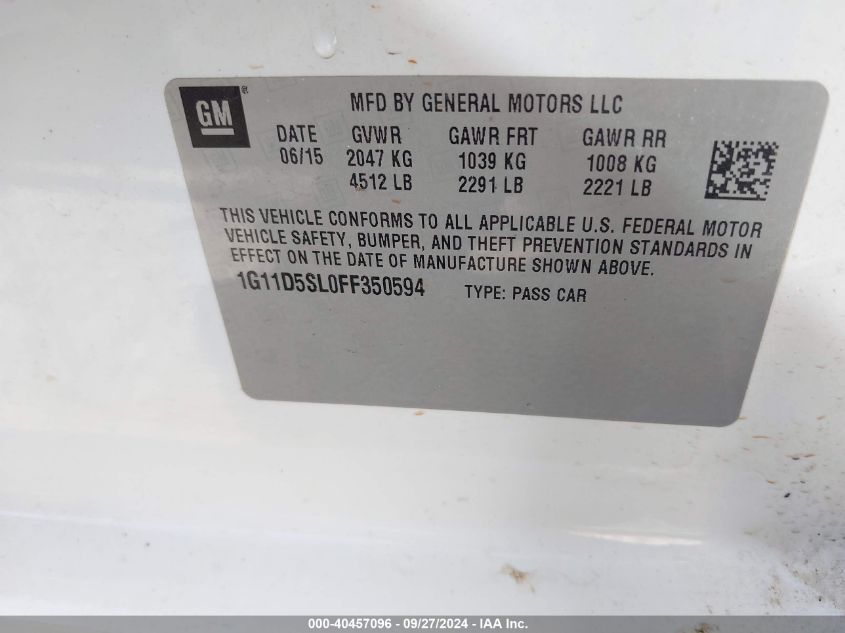 GM®
MFD BY GENERAL MOTORS LLC
DATE GVWR GAWR FRT GAWR RR
06/15 2047 KG 1039 KG 1008 KG
4512 LB 2291 LB 2221 LB
THIS VEHICLE CONFORMS TO ALL APPLICABLE U.S. FEDERAL MOTOR
VEHICLE SAFETY, BUMPER, AND THEFT PREVENTION STANDARDS IN
EFFECT ON THE DATE OF MANUFACTURE SHOWN ABOVE.
1G11D5SL0FF350594 TYPE: PASS CAR
000-40457096 - 09/27/2024 - IAA Inc.